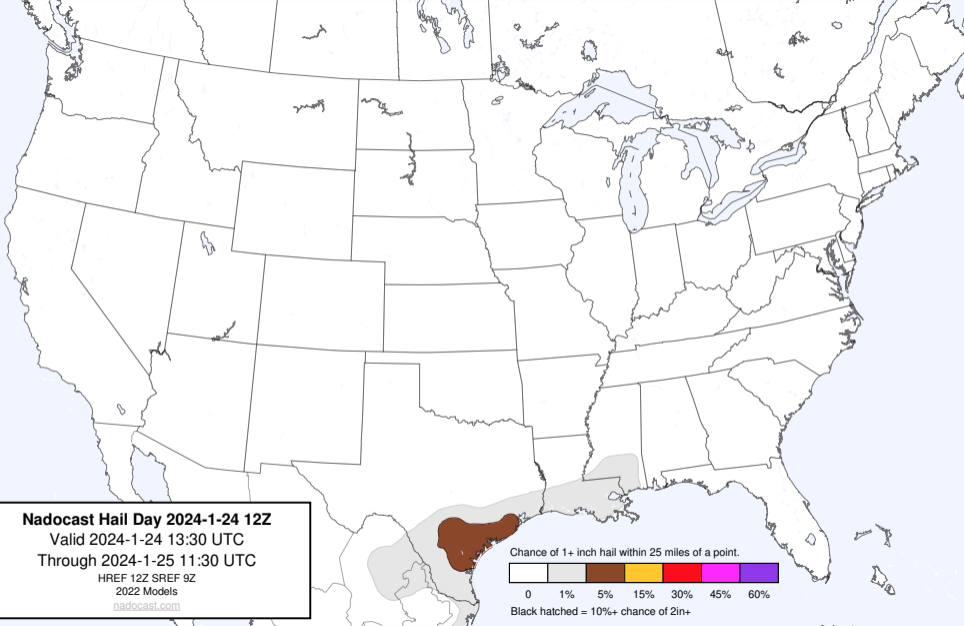 Nadocast Hail Day 2024-1-24 12Z
Valid 2024-1-24 13:30 UTC
Through 2024-1-25 11:30 UTC
HREF 12Z SREF 9Z
2022 Models
nadocast.com
Chance of 1+ inch hail within 25 miles of a point.
0 1% 5% 15% 30% 45% 60%
Black hatched = 10%+ chance of 2in+